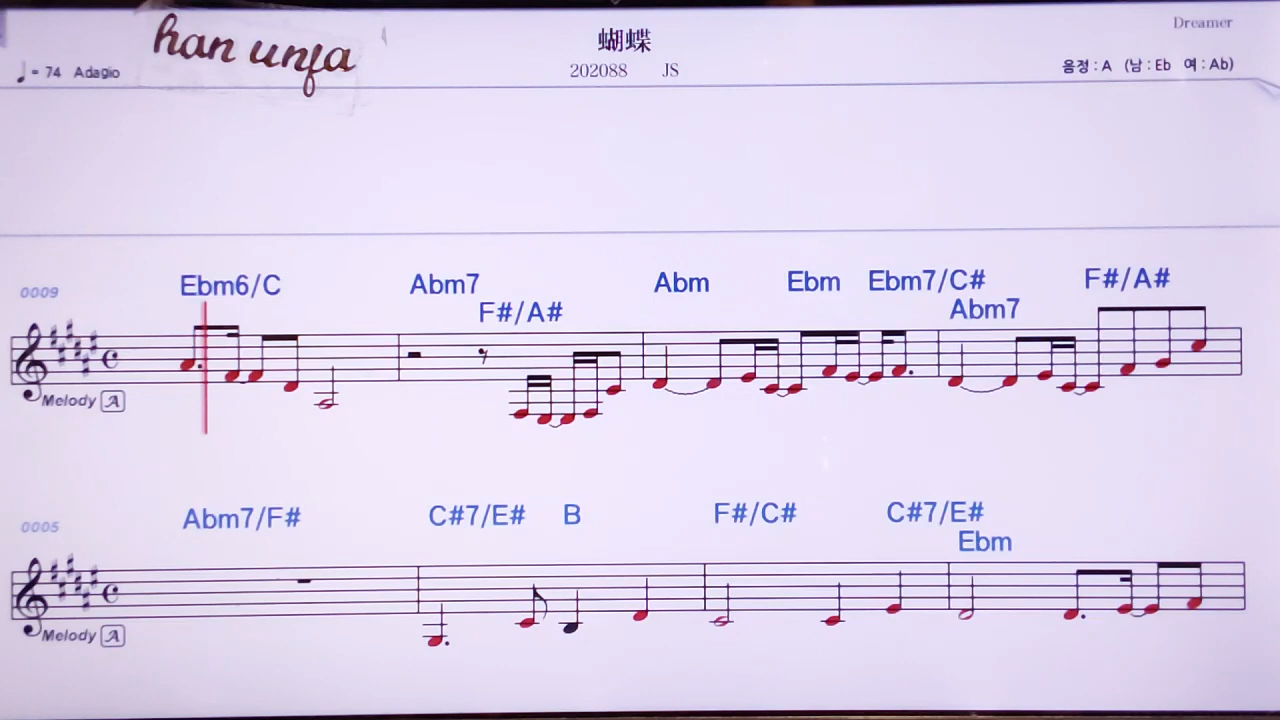 han unfa
蝴蝶
Dreamer
♩= 74 Adagio
202088 JS
음정 : A (남 : Eb 여 : Ab)
0009
Ebm6/C Abm7 F#/A# Abm Ebm Ebm7/C# Abm7 F#/A#
Melody A
0005
Abm7/F# C#7/E# B F#/C# C#7/E# Ebm
Melody A